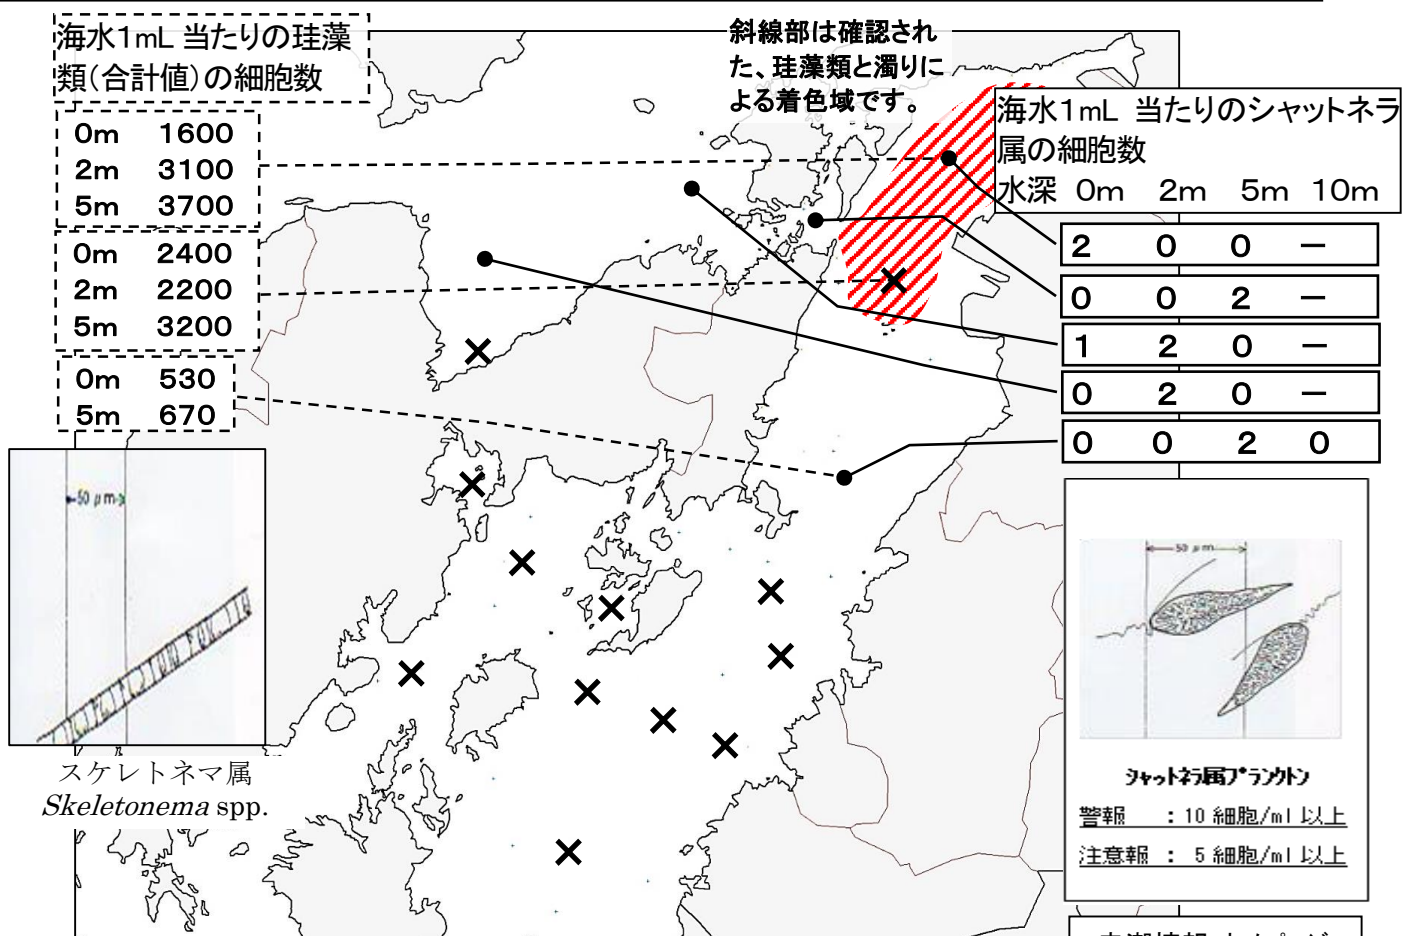 海水1mL 当たりの珪藻
類(合計値)の細胞数
0m 1600
2m 3100
5m 3700
0m 2400
2m 2200
5m 3200
0m 530
5m 670
斜線部は確認され
た、珪藻類と濁りに
よる着色域です。
海水1mL 当たりのシャットネラ
属の細胞数
水深 0m 2m 5m 10m
2 0 0 −
0 0 2 −
1 2 0 −
0 2 0 −
0 0 2 0
50 μm
スケレトネマ属
Skeletonema spp.
50 μm
シャットネラ属プランクトン
警報 :10 細胞/ml 以上
注意報 : 5 細胞/ml 以上